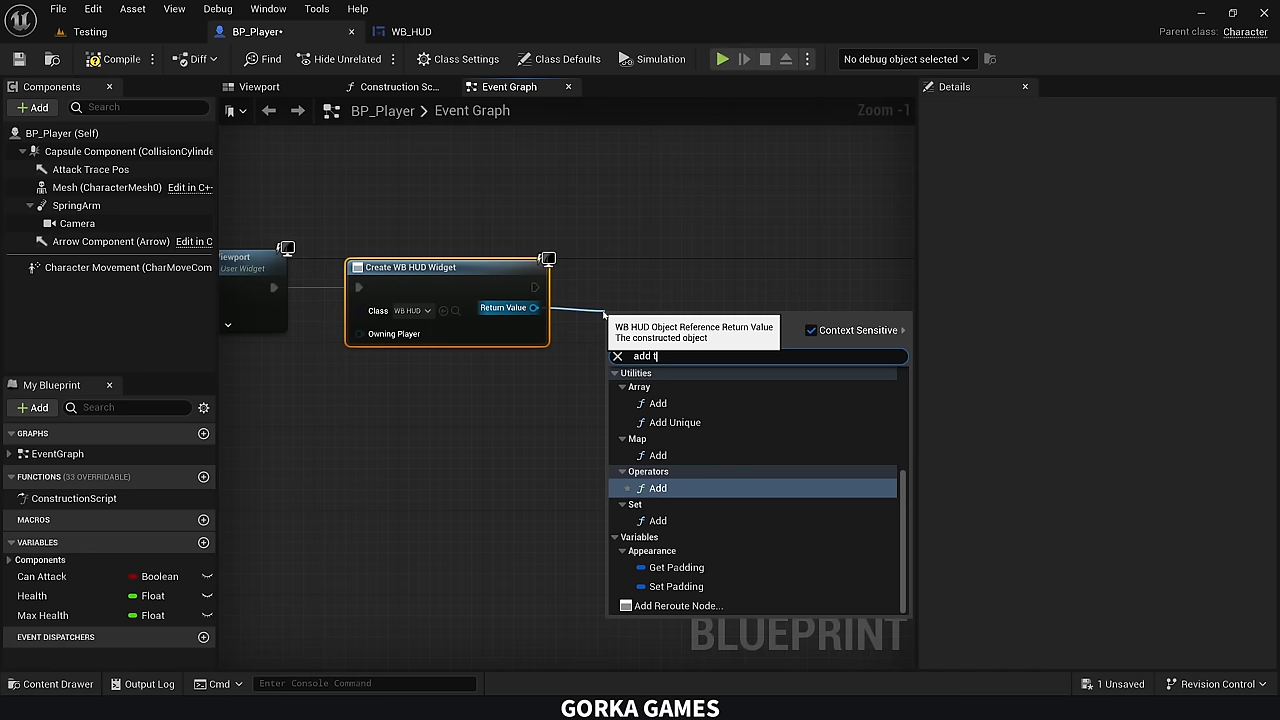 File Edit Asset View Debug Window Tools Help
Testing BP_Player• WB_HUD Parent class: Character
Compile Diff Find Hide Unrelated Class Settings Class Defaults Simulation No debug object selected
Components Viewport Construction Sc... Event Graph Details
Add Search BP_Player > Event Graph Zoom -1
BP_Player (Self)
Capsule Component (CollisionCylinde
Attack Trace Pos
Mesh (CharacterMesh0) Edit in C++
SpringArm
Camera
Arrow Component (Arrow) Edit in C
Character Movement (CharMoveCom
iewport
User Widget
Create WB HUD Widget
Class WB HUD Return Value
Owning Player
WB HUD Object Reference Return Value
The constructed object
Context Sensitive
add t
Utilities
Array
Add
Add Unique
Map
Add
Operators
Add
Set
Add
Variables
Appearance
Get Padding
Set Padding
Add Reroute Node...
My Blueprint
Add Search
GRAPHS
EventGraph
FUNCTIONS (33 OVERRIDABLE)
ConstructionScript
MACROS
VARIABLES
Components
Can Attack Boolean
Health Float
Max Health Float
EVENT DISPATCHERS
BLUEPRINT
Content Drawer Output Log Cmd Enter Console Command 1 Unsaved Revision Control
GORKA GAMES